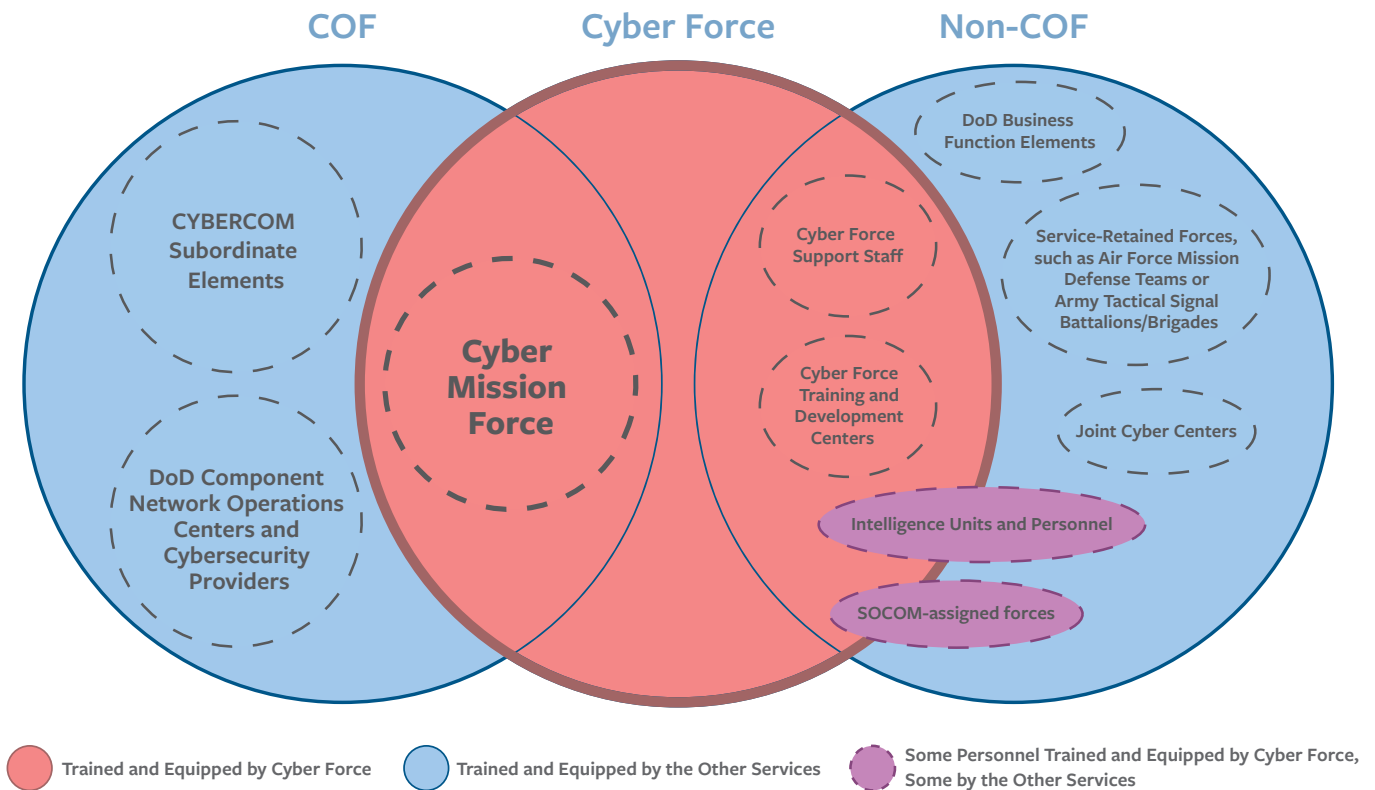 COF
Cyber Force
Non-COF
CYBERCOM
Subordinate
Elements
DoD Component
Network Operations
Centers and
Cybersecurity
Providers
Cyber
Mission
Force
Cyber Force
Support Staff
Cyber Force
Training and
Development
Centers
DoD Business
Function Elements
Service-Retained Forces,
such as Air Force Mission
Defense Teams or
Army Tactical Signal
Battalions/Brigades
Joint Cyber Centers
Intelligence Units and Personnel
SOCOM-assigned forces
Trained and Equipped by Cyber Force
Trained and Equipped by the Other Services
Some Personnel Trained and Equipped by Cyber Force,
Some by the Other Services